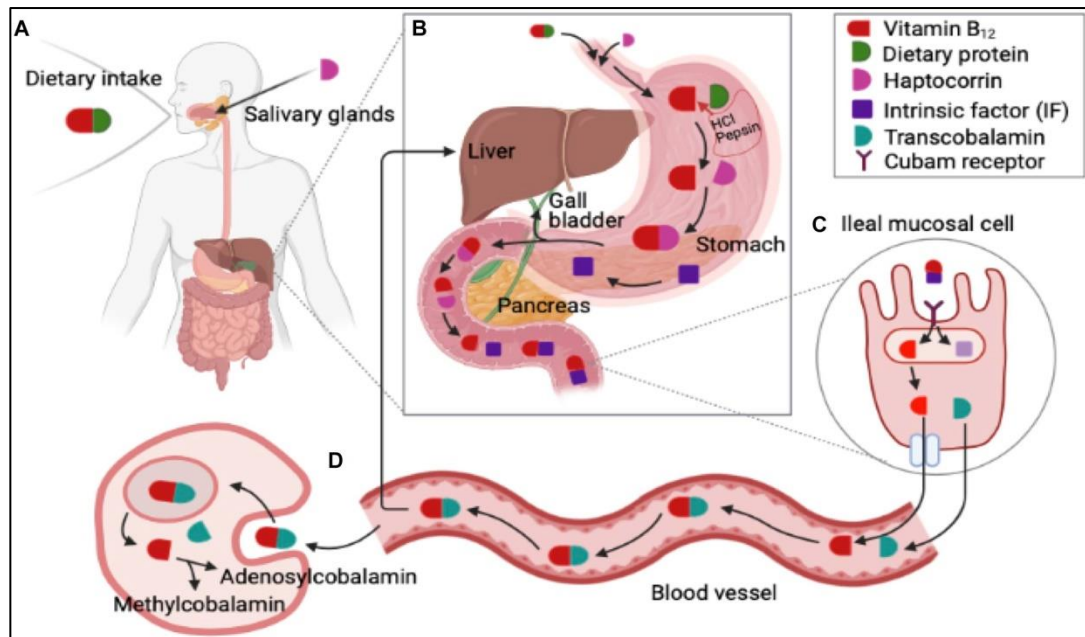 A
Dietary intake
Salivary glands
B
HCl
Pepsin
Liver
Gall
bladder
Stomach
Pancreas
Vitamin B₁₂
Dietary protein
Haptocorrin
Intrinsic factor (IF)
Transcobalamin
Cubam receptor
C Ileal mucosal cell
D
Adenosylcobalamin
Methylcobalamin
Blood vessel